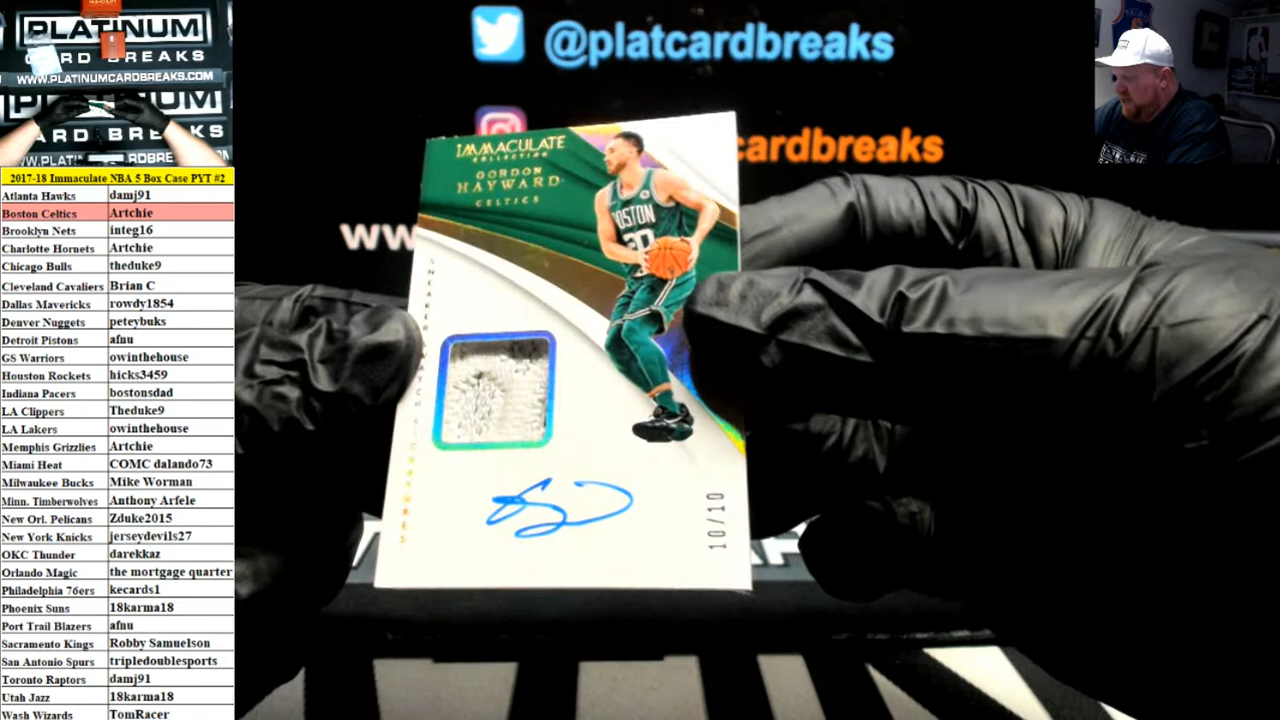 PLATINUM
CARD BREAKS
WWW.PLATINUMCARDBREAKS.COM
2017-18 Immaculate NBA 5 Box Case PYT #2
Atlanta Hawks damj91
Boston Celtics Artchie
Brooklyn Nets integ16
Charlotte Hornets Artchie
Chicago Bulls theduke9
Cleveland Cavaliers Brian C
Dallas Mavericks rowdy1854
Denver Nuggets peteybuks
Detroit Pistons afnu
GS Warriors owinthehouse
Houston Rockets hicks3459
Indiana Pacers bostonsdad
LA Clippers Theduke9
LA Lakers owinthehouse
Memphis Grizzlies Artchie
Miami Heat COMC dalando73
Milwaukee Bucks Mike Worman
Minn. Timberwolves Anthony Arfele
New Orl. Pelicans Zduke2015
New York Knicks jerseydevils27
OKC Thunder darekkaz
Orlando Magic the mortgage quarter
Philadelphia 76ers kecards1
Phoenix Suns 18karma18
Port Trail Blazers afnu
Sacramento Kings Robby Samuelson
San Antonio Spurs tripledoublesports
Toronto Raptors damj91
Utah Jazz 18karma18
Wash Wizards TomRacer
@platcardbreaks
cardbreaks
ww
IMMACULATE
COLLECTION
GORDON
HAYWARD
CELTICS
BOSTON
20
10/10